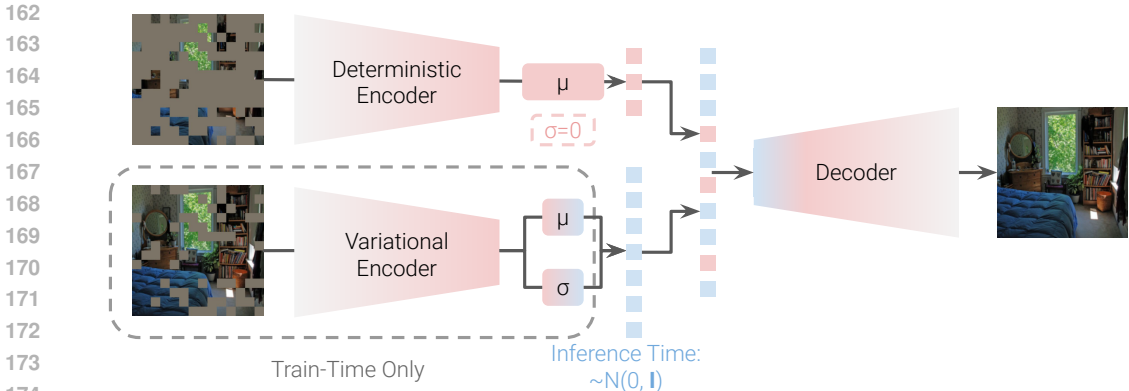 162
163
164
165
166
167
168
169
170
171
172
173
Deterministic
Encoder
μ
σ=0
Variational
Encoder
μ
σ
Train-Time Only
Inference Time:
~N(0, I)
Decoder